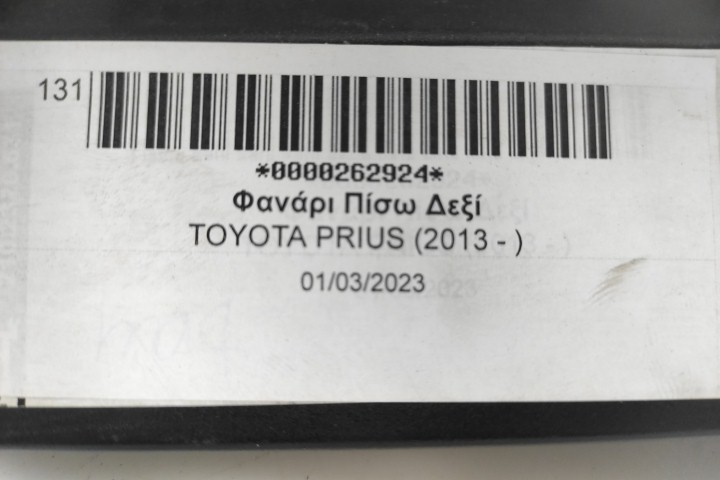 131
*0000262924*
Φανάρι Πίσω Δεξί
TOYOTA PRIUS (2013 - )
01/03/2023